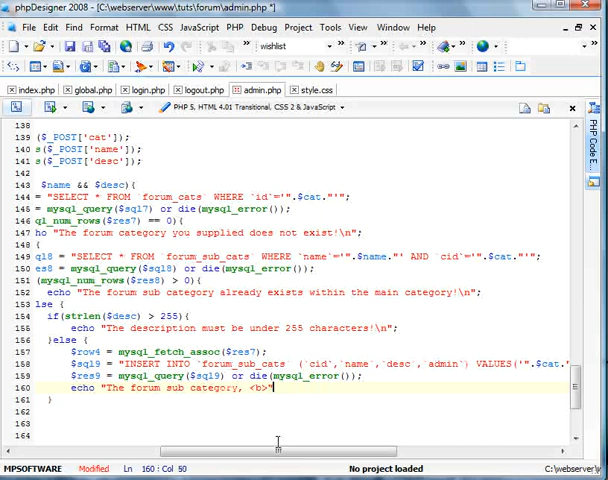 phpDesigner 2008 - [C:\webserver\www\tuts\forum\admin.php *]
File Edit Find Format HTML CSS JavaScript PHP Debug Project Tools Window Help
wishlist
index.php global.php login.php logout.php admin.php style.css
PHP 5, HTML 4.01 Transitional, CSS 2 & JavaScript
138
139 ($_POST['cat']);
140 s($_POST['name']);
141 s($_POST['desc']);
142
143 $name && $desc){
144 = "SELECT * FROM `forum_cats` WHERE `id`='".$cat."'";
145 = mysql_query($sql7) or die(mysql_error());
146 ql_num_rows($res7) == 0){
147 ho "The forum category you supplied does not exist!\n";
148 {
149 ql8 = "SELECT * FROM `forum_sub_cats` WHERE `name`='".$name."' AND `cid`='".$cat."'";
150 es8 = mysql_query($sql8) or die(mysql_error());
151 (mysql_num_rows($res8) > 0){
152 echo "The forum sub category already exists within the main category!\n";
153 lse {
154 if(strlen($desc) > 255){
155 echo "The description must be under 255 characters!\n";
156 }else {
157 $row4 = mysql_fetch_assoc($res7);
158 $sql9 = "INSERT INTO `forum_sub_cats` (`cid`,`name`,`desc`,`admin`) VALUES('".$cat."
159 $res9 = mysql_query($sql9) or die(mysql_error());
160 echo "The forum sub category, <b>"
161 }
162
163
164
PHP Code E
MPSOFTWARE Modified Ln 160 : Col 50 No project loaded C:\webserver\w